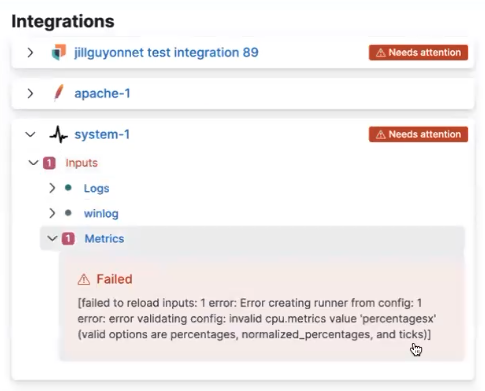 Integrations
jillguyonnet test integration 89
Needs attention
apache-1
system-1
Needs attention
1 Inputs
Logs
winlog
1 Metrics
Failed
[failed to reload inputs: 1 error: Error creating runner from config: 1
error: error validating config: invalid cpu.metrics value 'percentagesx'
(valid options are percentages, normalized_percentages, and ticks)]